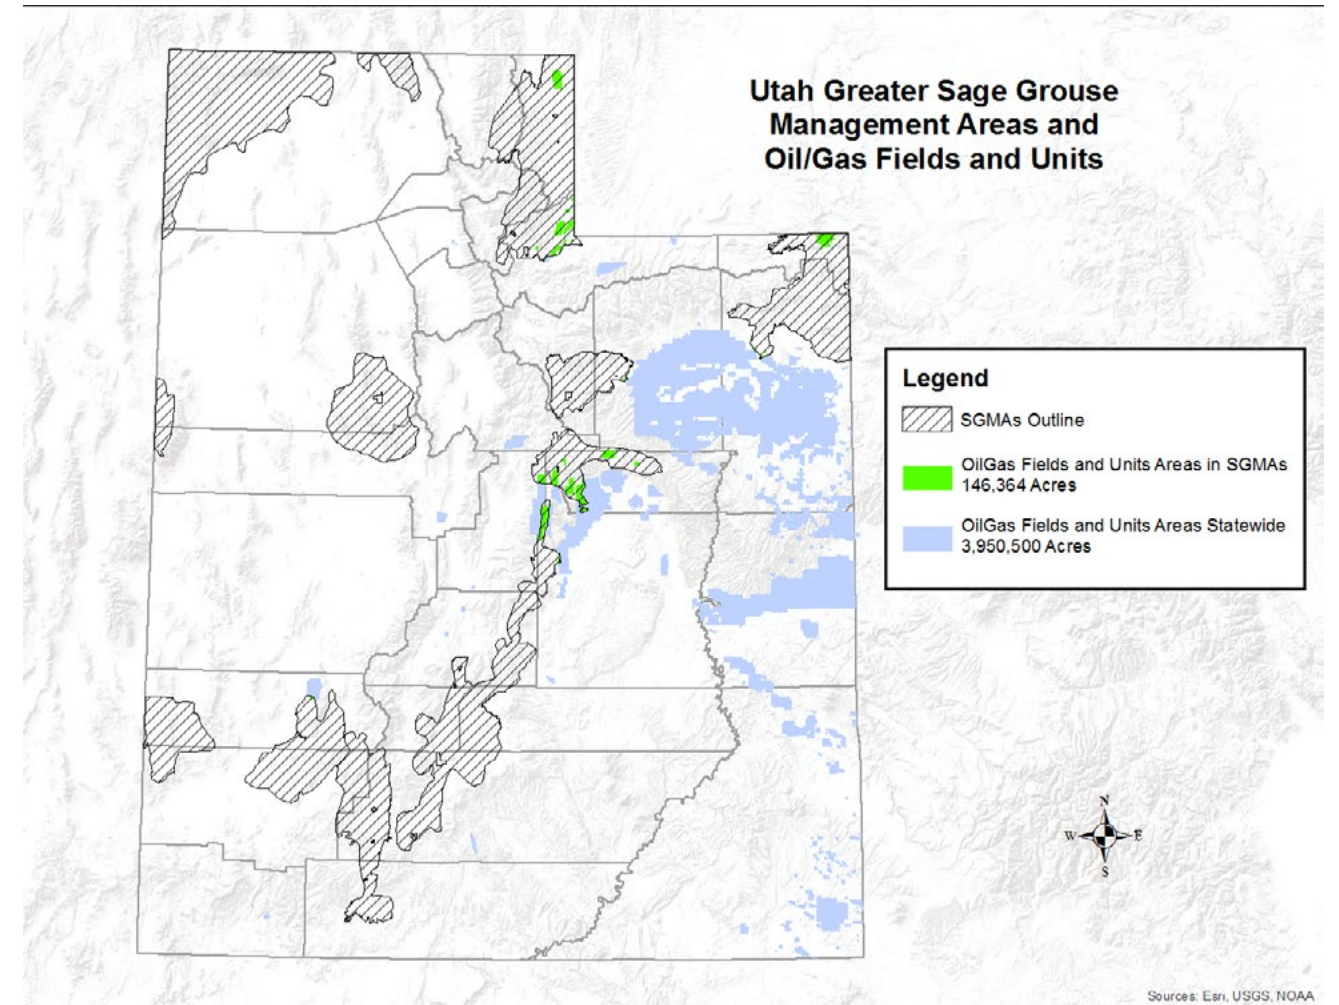 Utah Greater Sage Grouse
Management Areas and
Oil/Gas Fields and Units
Legend
SGMAs Outline
OilGas Fields and Units Areas in SGMAs
146,364 Acres
OilGas Fields and Units Areas Statewide
3,950,500 Acres
N
W E
S
Sources: Esri, USGS, NOAA